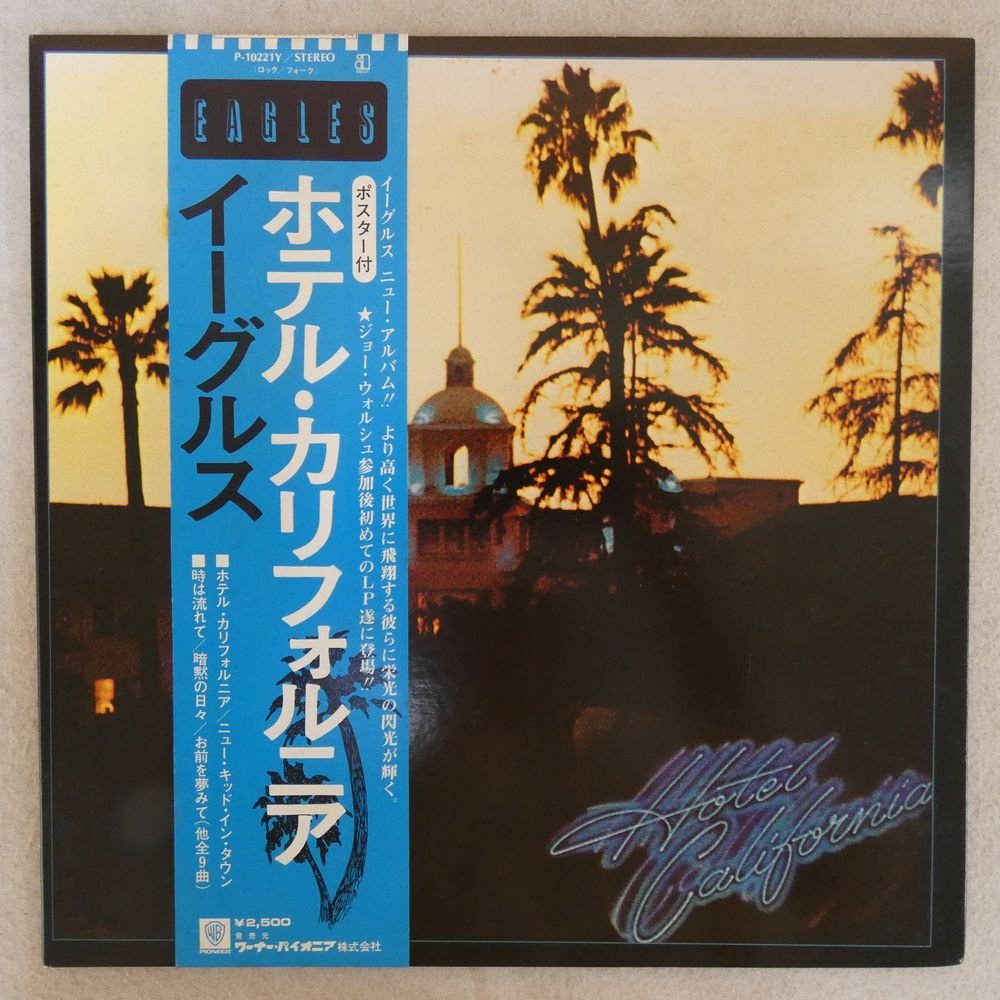 P-10221Y/STEREO
(ロック/フォーク)
EAGLES
イーグルス ニュー・アルバム!! より高く世界に飛翔する彼らに栄光の閃光が輝く。
ポスター付
★ジョー・ウォルシュ参加後初めてのLP遂に登場!!
ホテル・カリフォルニア
イーグルス
■ホテル・カリフォルニア/ニュー・キッド・イン・タウン
■時は流れて/暗黙の日々/お前を夢みて(他全9曲)
WB
PIONEER
¥2,500
発売元
ワーナー・パイオニア株式会社
Hotel
California